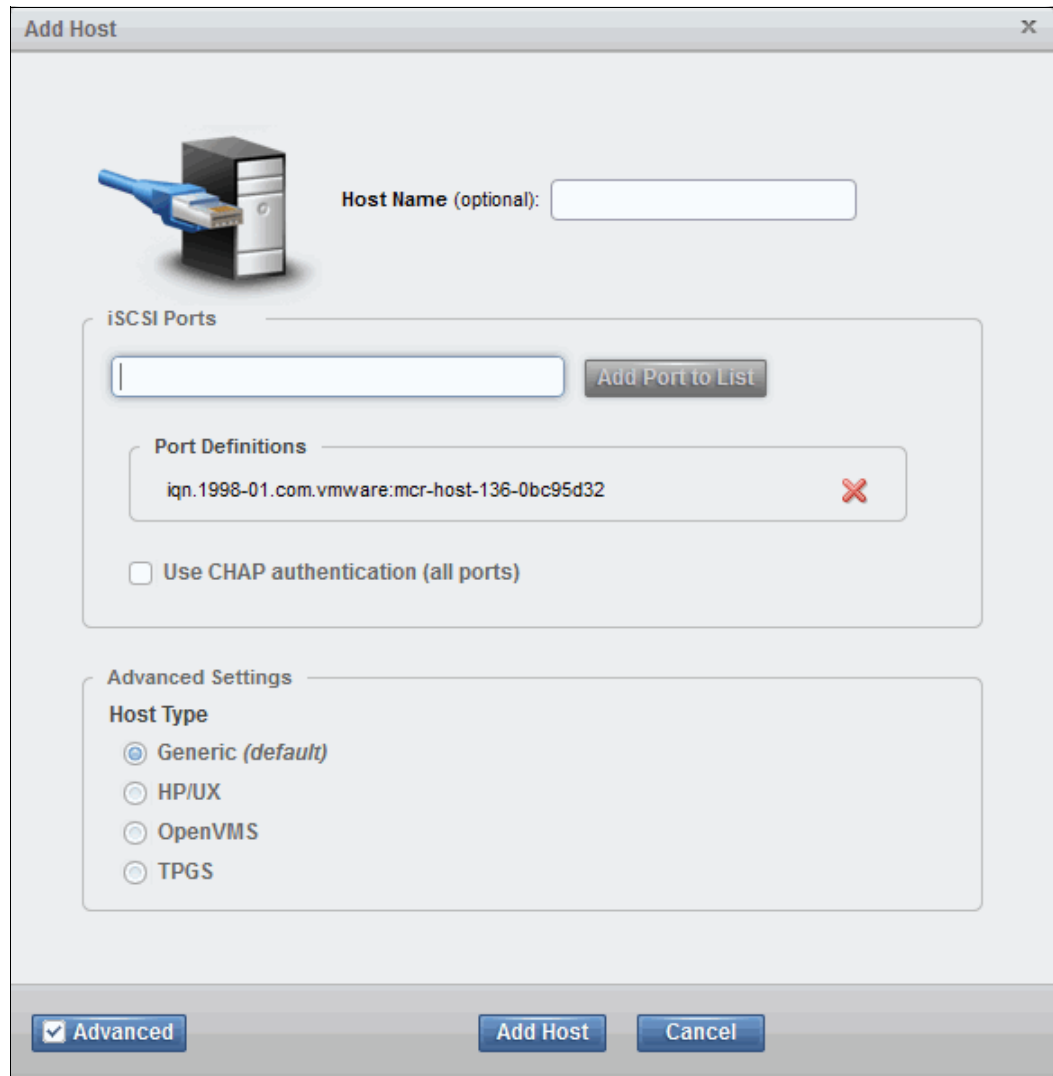 Add Host
x
Host Name (optional):
iSCSI Ports
Add Port to List
Port Definitions
iqn.1998-01.com.vmware:mcr-host-136-0bc95d32
Use CHAP authentication (all ports)
Advanced Settings
Host Type
Generic (default)
HP/UX
OpenVMS
TPGS
Advanced Add Host Cancel